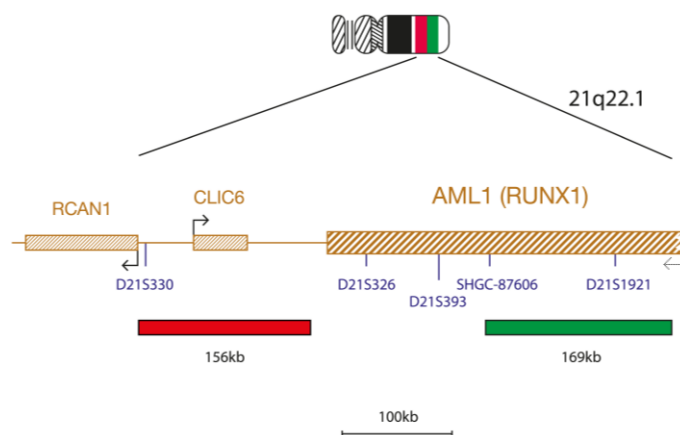 21q22.1
RCAN1
CLIC6
AML1 (RUNX1)
D21S330
D21S326
D21S393
SHGC-87606
D21S1921
156kb
169kb
100kb